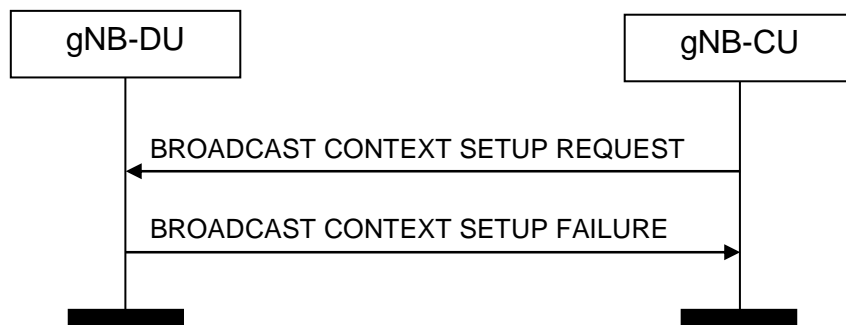 gNB-DU
gNB-CU
BROADCAST CONTEXT SETUP REQUEST
BROADCAST CONTEXT SETUP FAILURE